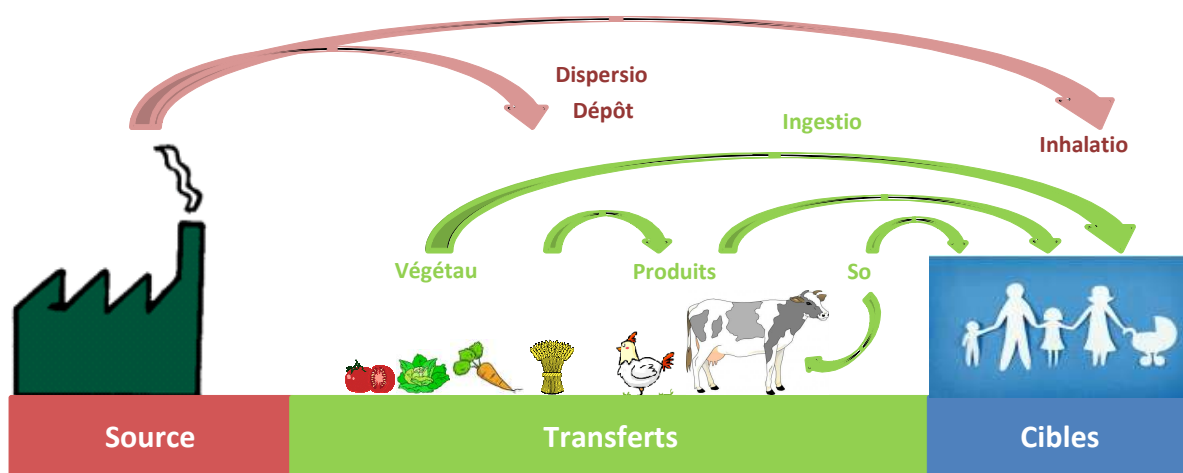 Dispersio
Dépôt
Ingestio
Inhalatio
Végétau
Produits
So
Source
Transferts
Cibles